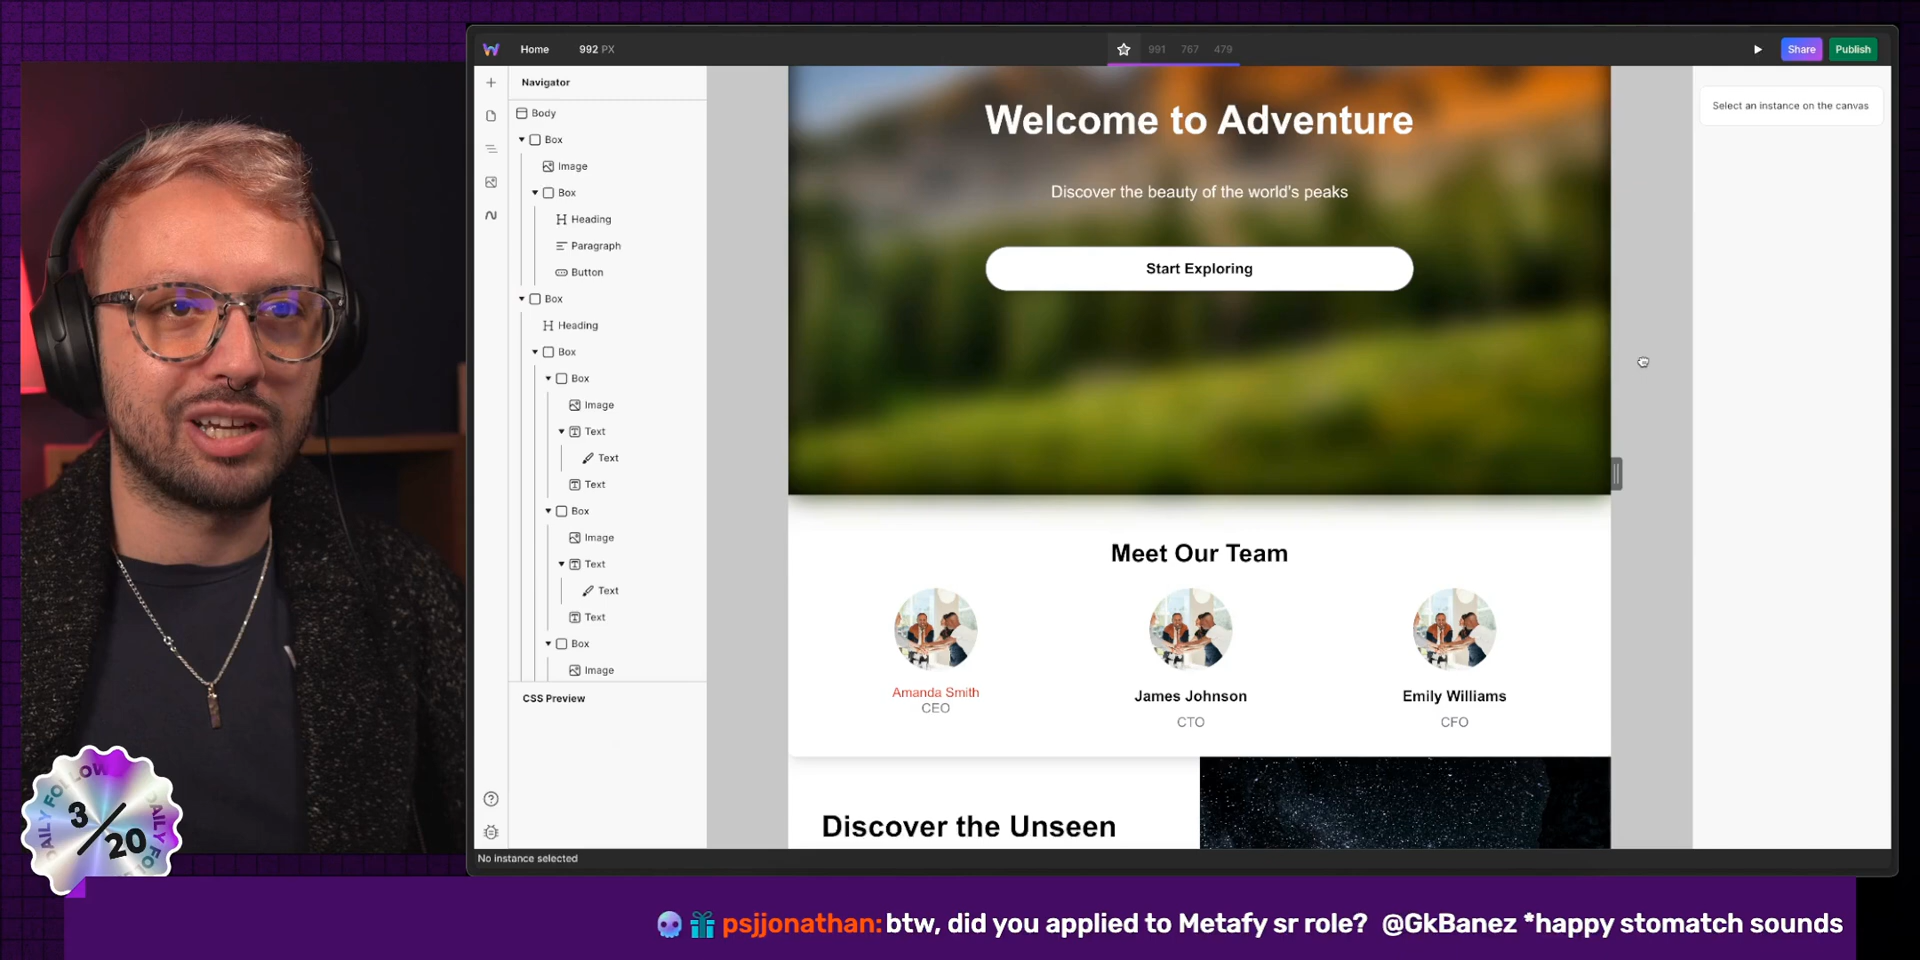 Home 992 PX
991 767 479
Share
Publish
Navigator
Body
Box
Image
Box
Heading
Paragraph
Button
Box
Heading
Box
Box
Image
Text
Text
Text
Box
Image
Text
Text
Text
Box
Image
CSS Preview
No instance selected
Welcome to Adventure
Discover the beauty of the world's peaks
Start Exploring
Meet Our Team
Amanda Smith
CEO
James Johnson
CTO
Emily Williams
CFO
Discover the Unseen
Select an instance on the canvas
DAILY FOLLOW
3/20
psjjonathan: btw, did you applied to Metafy sr role? @GkBanez *happy stomatch sounds